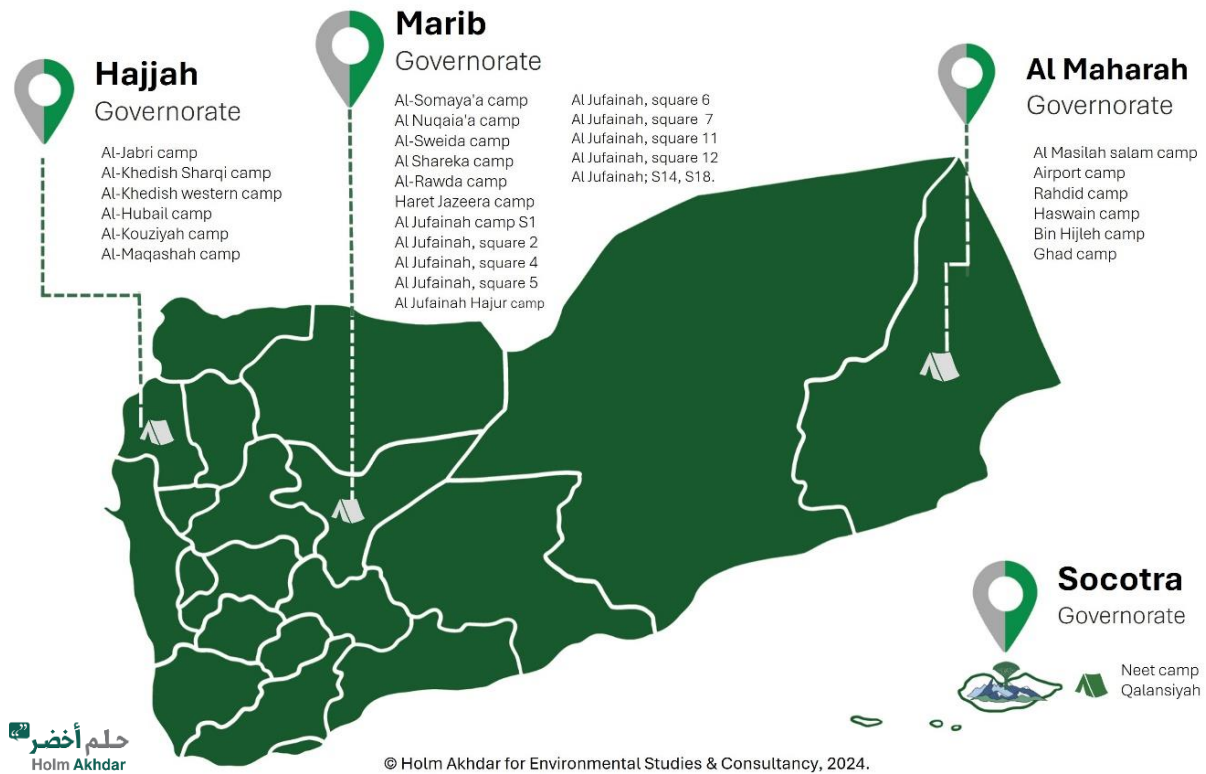 Hajjah
Governorate
Al-Jabri camp
Al-Khedish Sharqi camp
Al-Khedish western camp
Al-Hubail camp
Al-Kouziyah camp
Al-Maqashah camp
Marib
Governorate
Al-Somaya'a camp
Al Nuqaia'a camp
Al-Sweida camp
Al Shareka camp
Al-Rawda camp
Haret Jazeera camp
Al Jufainah camp S1
Al Jufainah, square 2
Al Jufainah, square 4
Al Jufainah, square 5
Al Jufainah Hajur camp
Al Jufainah, square 6
Al Jufainah, square 7
Al Jufainah, square 11
Al Jufainah, square 12
Al Jufainah; S14, S18.
Al Maharah
Governorate
Al Masilah salam camp
Airport camp
Rahdid camp
Haswain camp
Bin Hijleh camp
Ghad camp
Socotra
Governorate
Neet camp
Qalansiyah
حلم أخضر
Holm Akhdar
© Holm Akhdar for Environmental Studies & Consultancy, 2024.